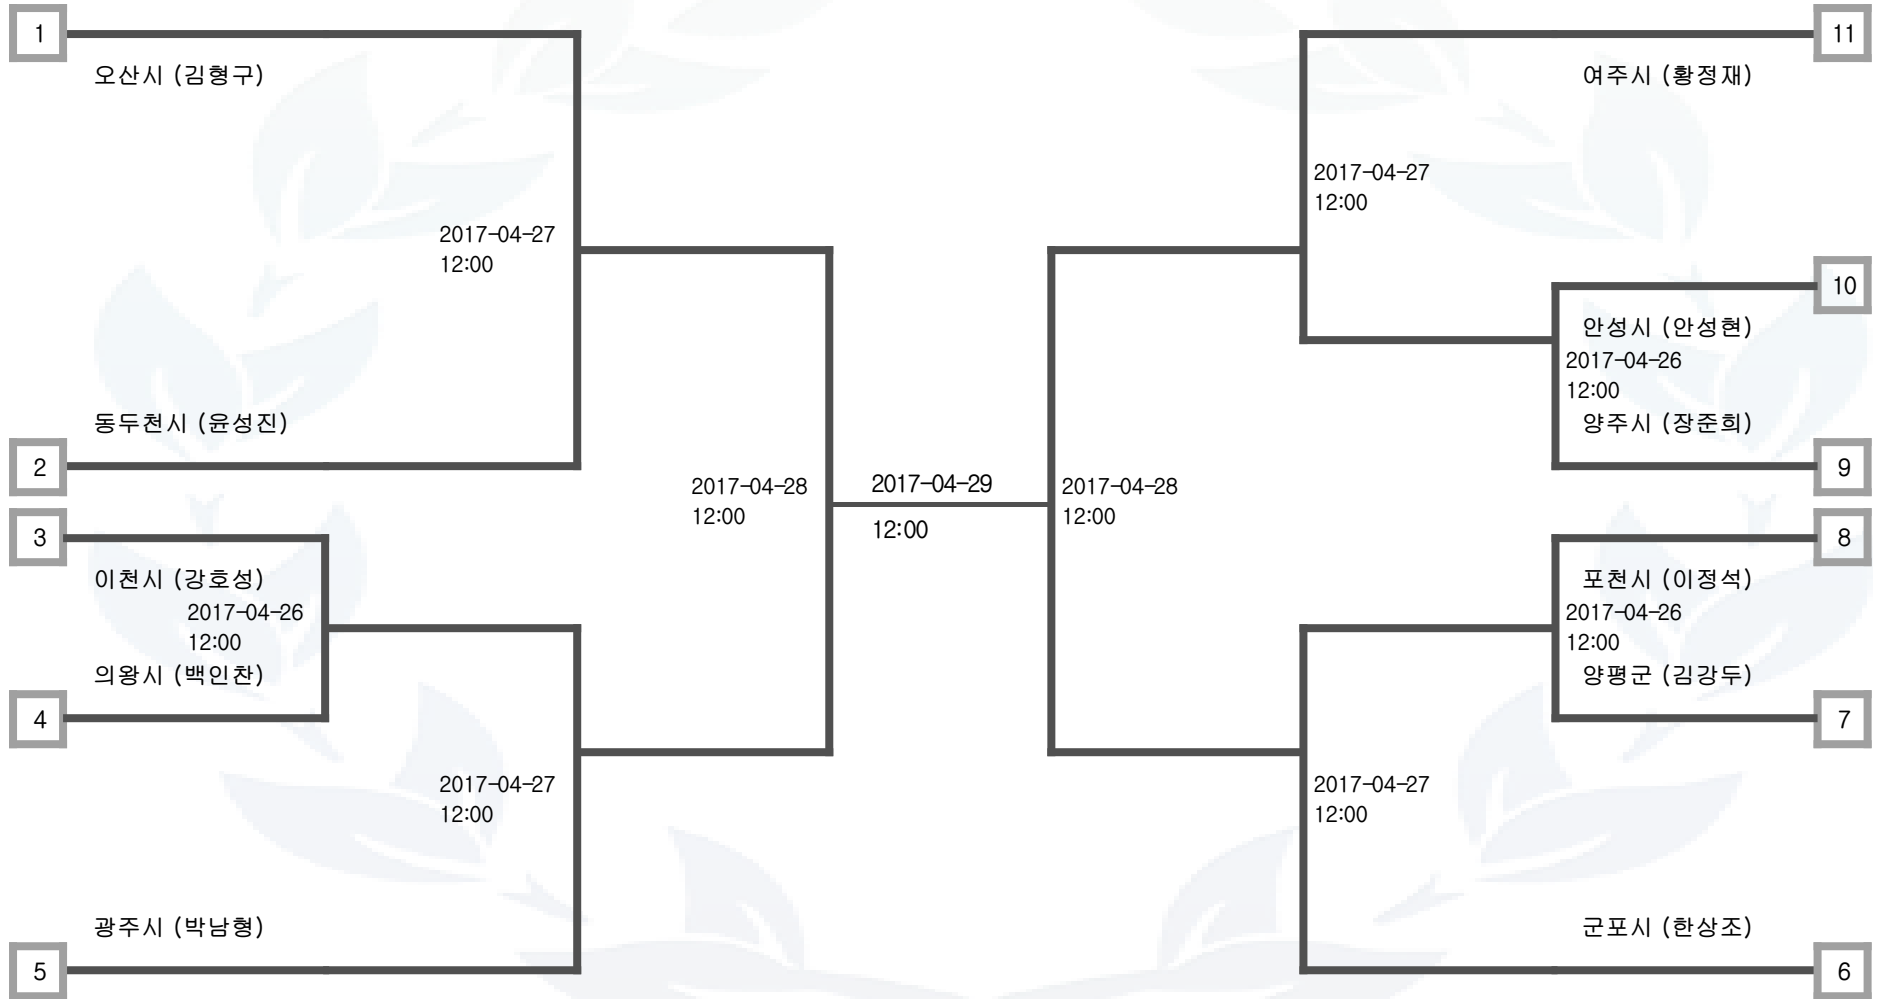 1
오산시 (김형구)
2017-04-27
12:00
동두천시 (윤성진)
2
3
이천시 (강호성)
2017-04-26
12:00
의왕시 (백인찬)
4
2017-04-27
12:00
광주시 (박남형)
5
2017-04-28
12:00
2017-04-29
12:00
2017-04-28
12:00
11
여주시 (황정재)
2017-04-27
12:00
10
안성시 (안성현)
2017-04-26
12:00
양주시 (장준희)
9
8
포천시 (이정석)
2017-04-26
12:00
양평군 (김강두)
7
2017-04-27
12:00
군포시 (한상조)
6